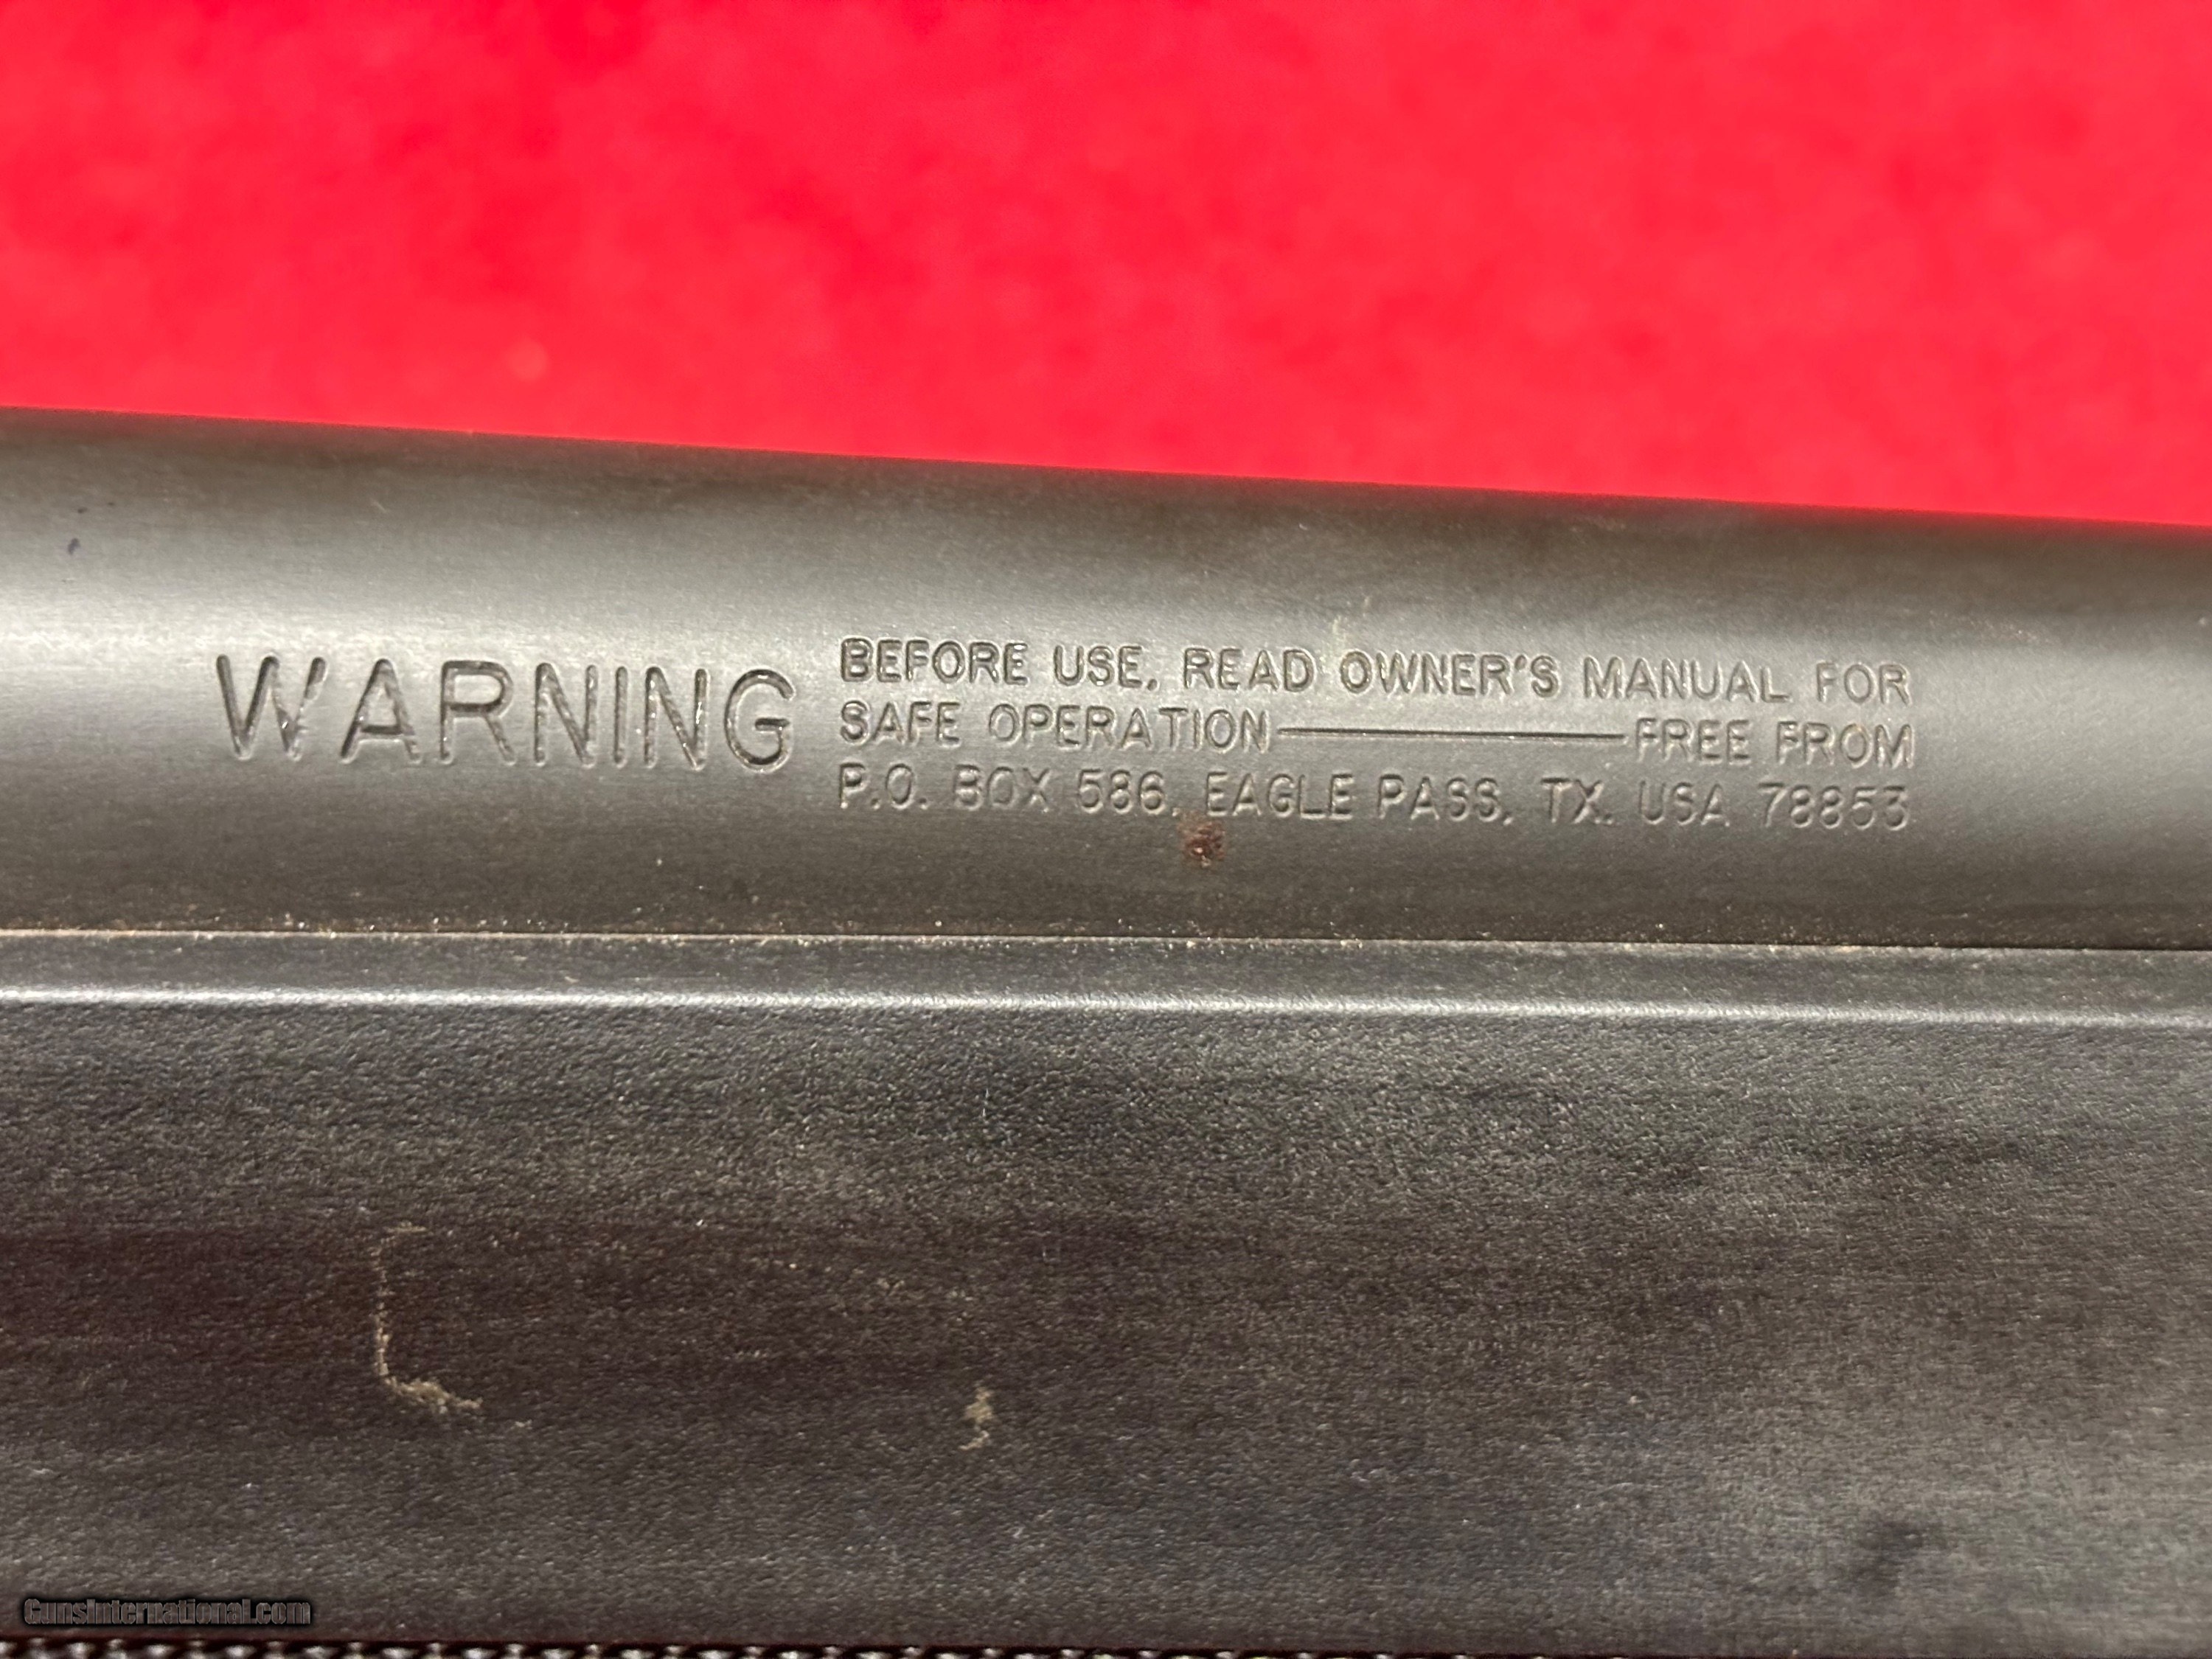 WARNING
BEFORE USE, READ OWNER'S MANUAL FOR
SAFE OPERATION————FREE FROM
P.O. BOX 586, EAGLE PASS, TX. USA 78853
GunsInternational.com